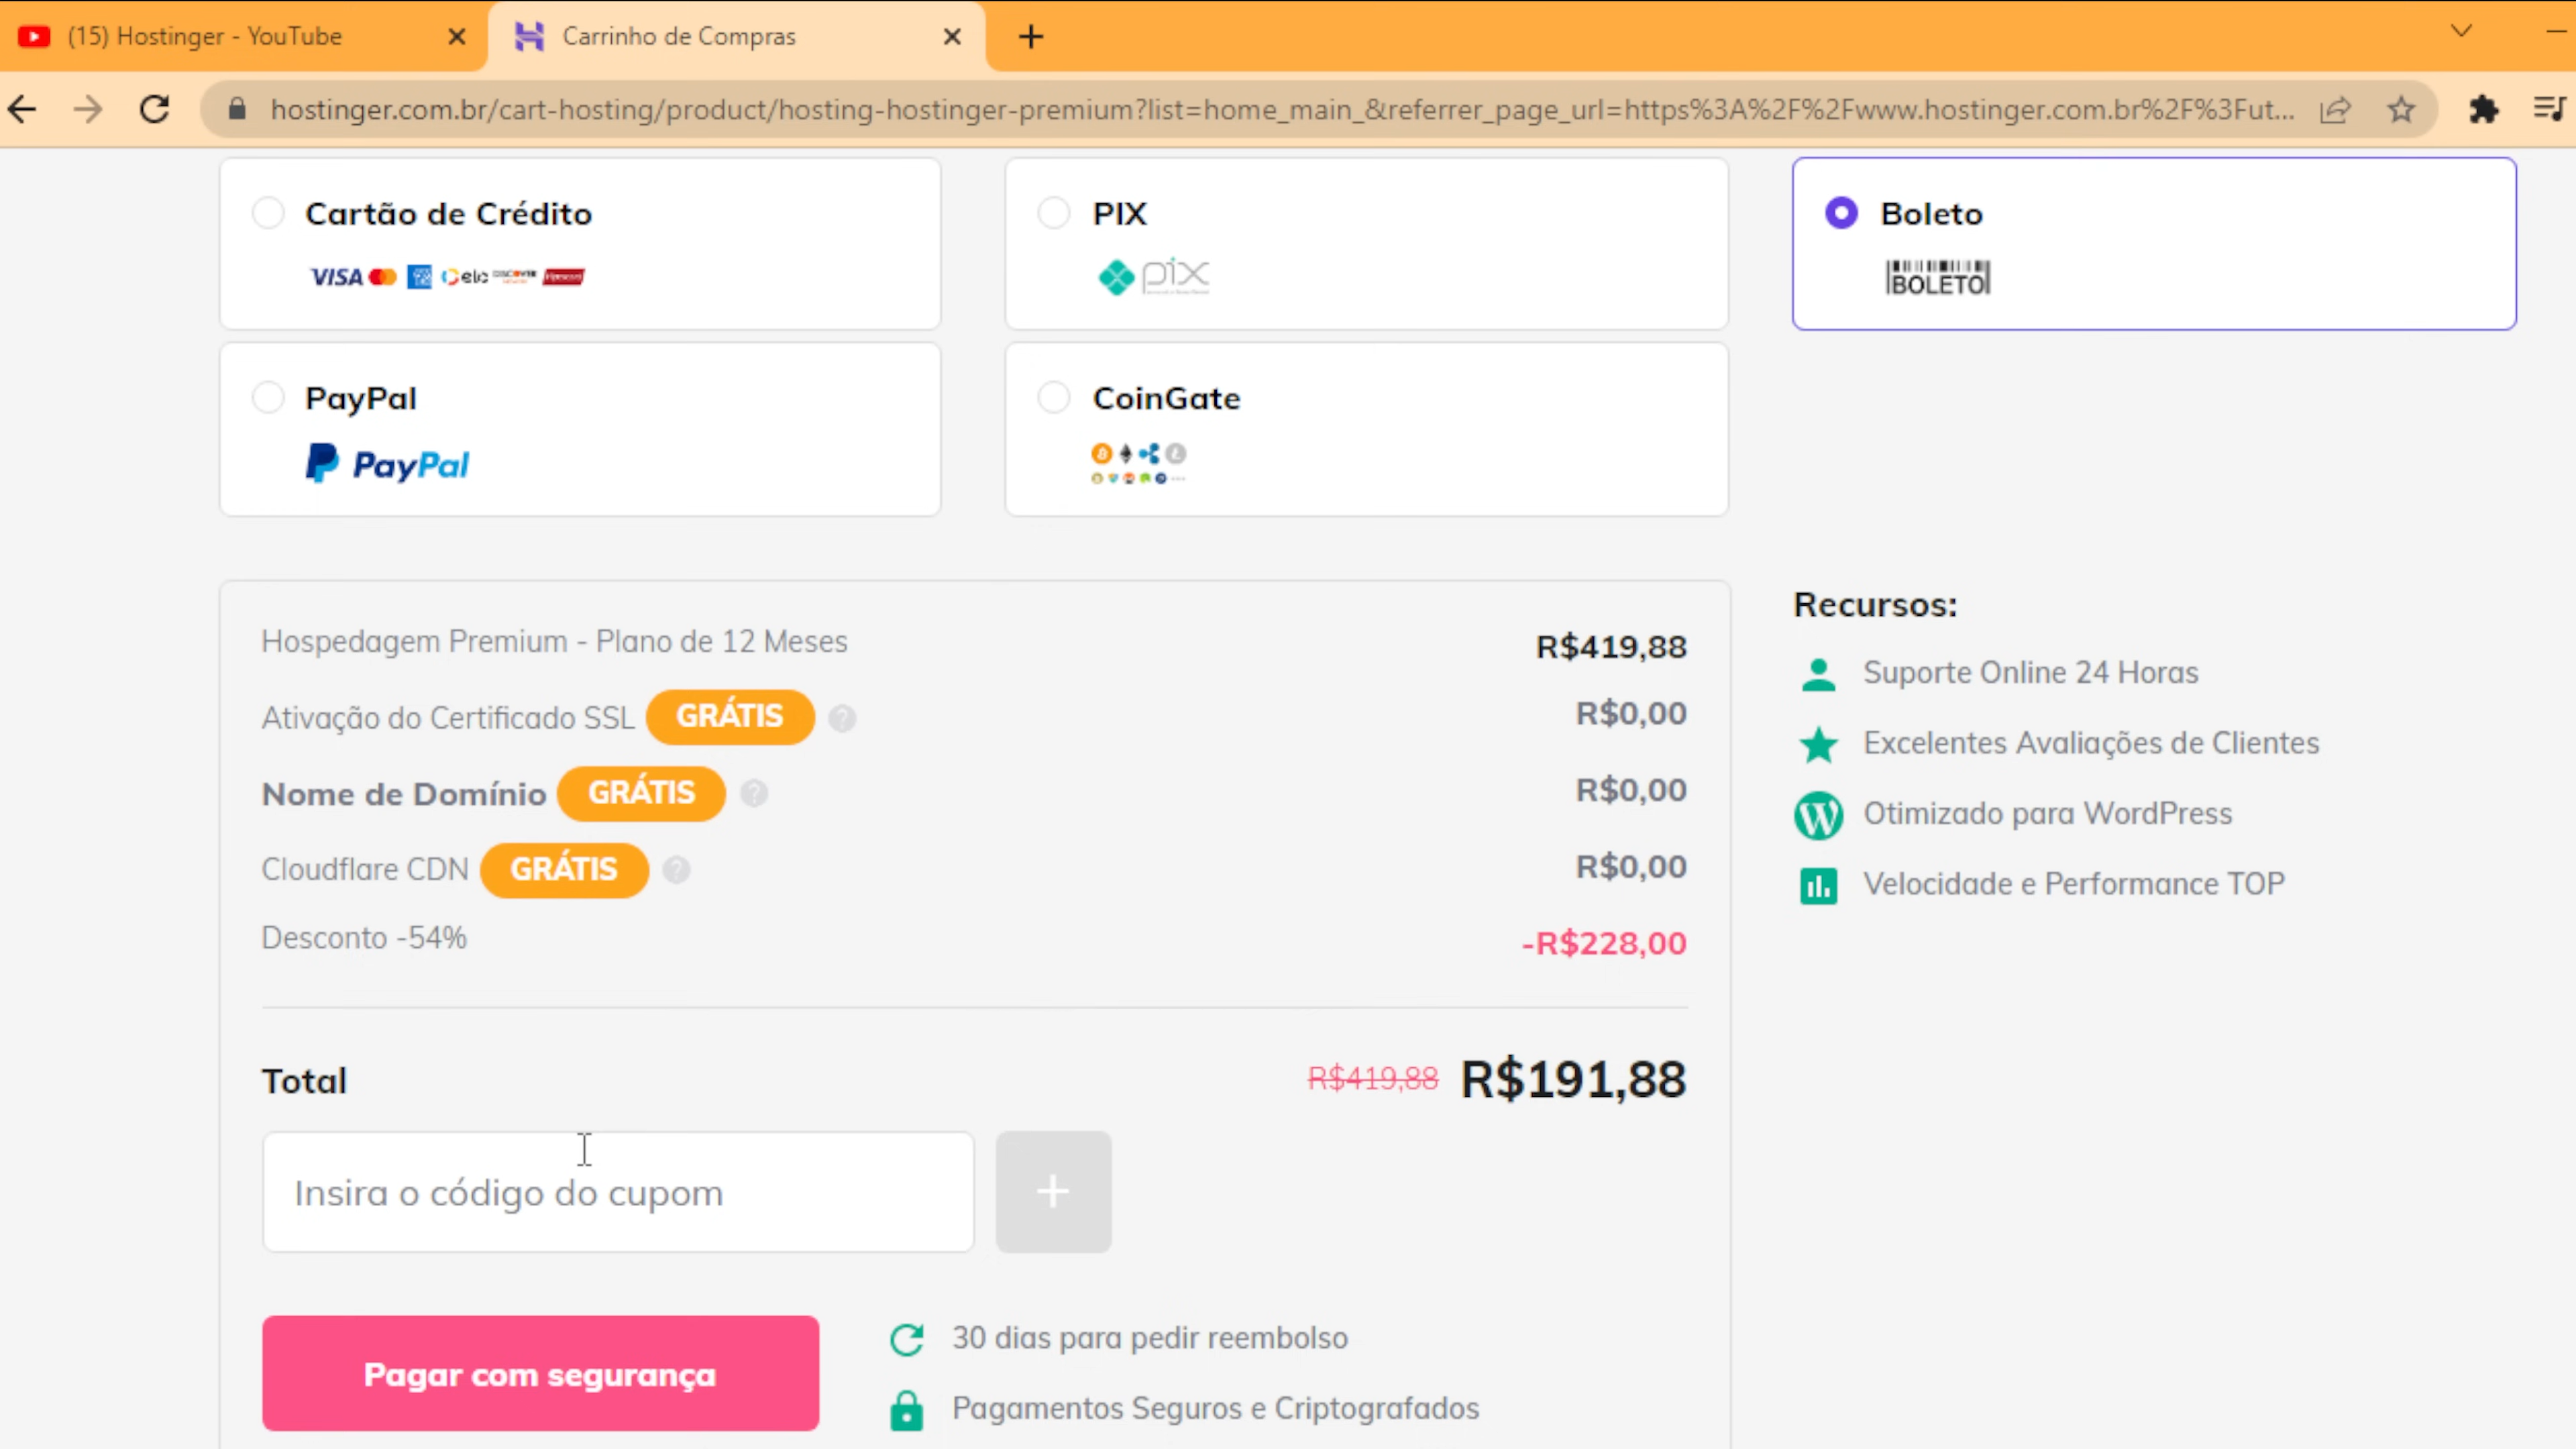 (15) Hostinger - YouTube
Carrinho de Compras
hostinger.com.br/cart-hosting/product/hosting-hostinger-premium?list=home_main_&referrer_page_url=https%3A%2F%2Fwww.hostinger.com.br%2F%3Fut...
Cartão de Crédito
PIX
Boleto
VISA elo DISCOVER Hipercard
pix
BOLETO
PayPal
CoinGate
PayPal
Hospedagem Premium - Plano de 12 Meses
R$419,88
Recursos:
Ativação do Certificado SSL GRÁTIS ?
R$0,00
Suporte Online 24 Horas
Nome de Domínio GRÁTIS ?
R$0,00
Excelentes Avaliações de Clientes
Cloudflare CDN GRÁTIS ?
R$0,00
Otimizado para WordPress
Desconto -54%
-R$228,00
Velocidade e Performance TOP
Total
R$419,88 R$191,88
Insira o código do cupom
+
Pagar com segurança
30 dias para pedir reembolso
Pagamentos Seguros e Criptografados